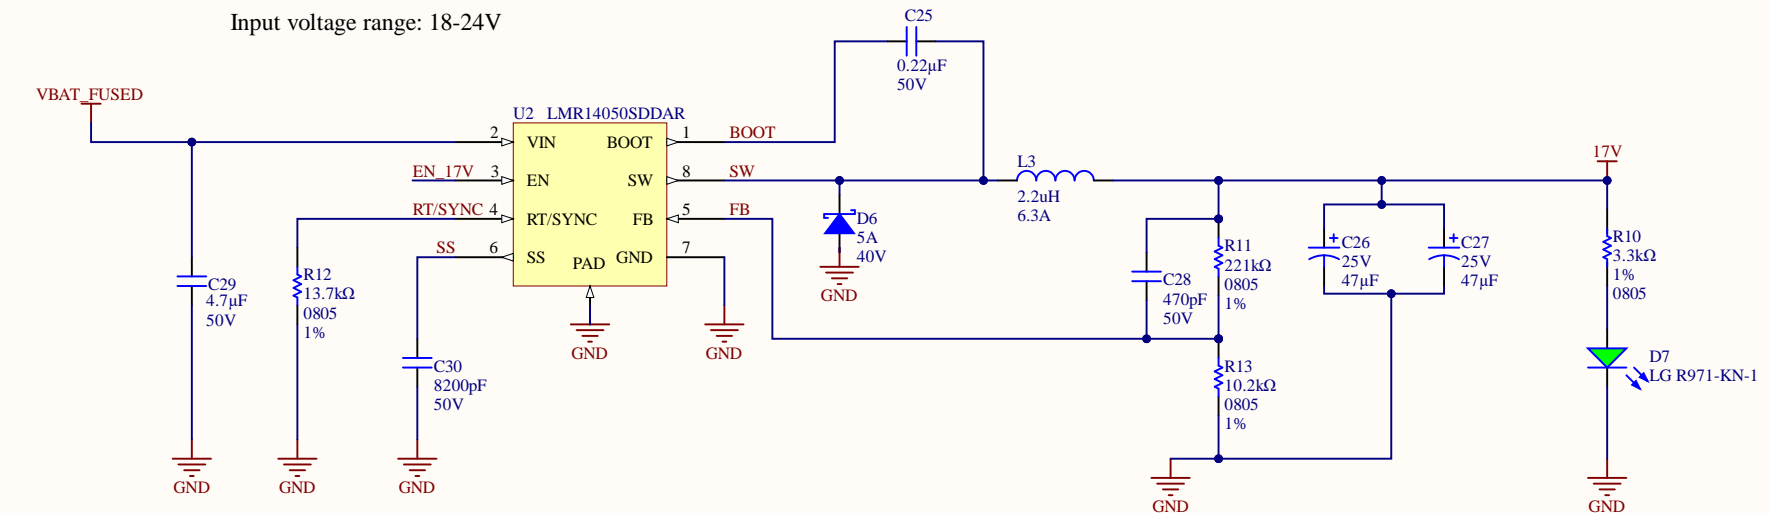 Input voltage range: 18-24V
C25
0.22µF
50V
VBAT_FUSED
U2 LMR14050SDDAR
2
VIN
BOOT
1
BOOT
EN_17V
3
EN
SW
8
SW
RT/SYNC
4
RT/SYNC
FB
5
FB
SS
6
SS
PAD
GND
7
L3
2.2uH
6.3A
17V
D6
5A
40V
GND
R11
221kΩ
0805
1%
C26
25V
47µF
C27
25V
47µF
R10
3.3kΩ
1%
0805
C29
4.7µF
50V
R12
13.7kΩ
0805
1%
C28
470pF
50V
GND
GND
C30
8200pF
50V
R13
10.2kΩ
0805
1%
D7
LG R971-KN-1
GND
GND
GND
GND
GND